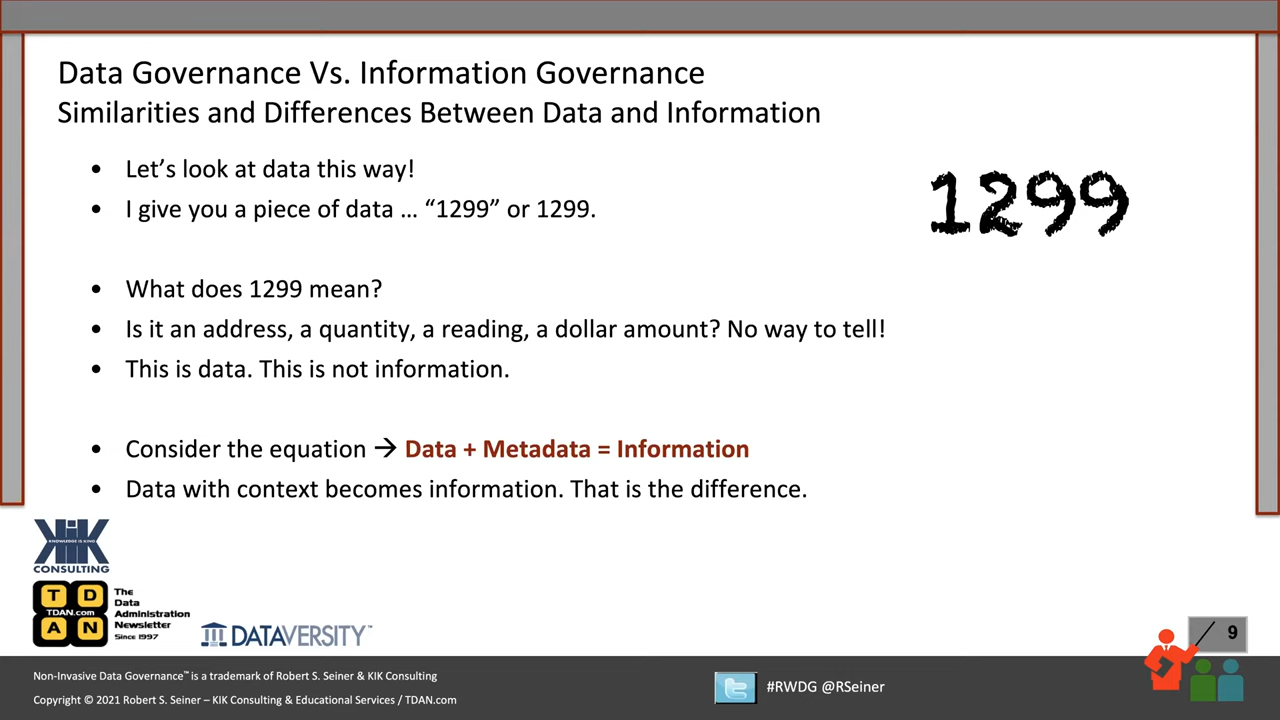 Data Governance Vs. Information Governance
Similarities and Differences Between Data and Information
• Let’s look at data this way!
• I give you a piece of data … “1299” or 1299.
1299
• What does 1299 mean?
• Is it an address, a quantity, a reading, a dollar amount? No way to tell!
• This is data. This is not information.
• Consider the equation → Data + Metadata = Information
• Data with context becomes information. That is the difference.
KIK
KNOWLEDGE IS KING
CONSULTING
T D
TDAN.com
A N
The
Data
Administration
Newsletter
Since 1997
DATAVERSITY™
9
Non-Invasive Data Governance™ is a trademark of Robert S. Seiner & KIK Consulting
Copyright © 2021 Robert S. Seiner – KIK Consulting & Educational Services / TDAN.com
#RWDG @RSeiner